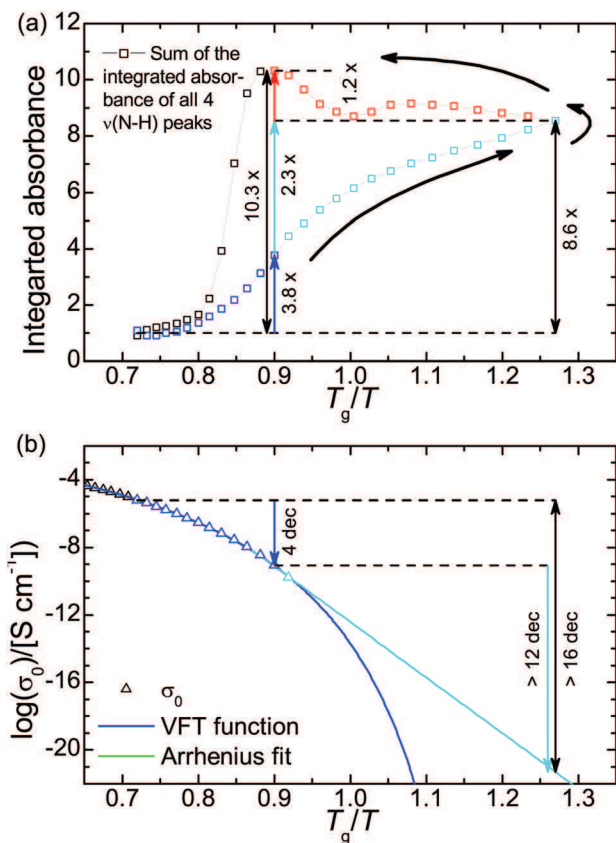 (a)
Integarted absorbance
12
10
8
6
4
2
0
Sum of the
integrated absor-
bance of all 4
ν(N-H) peaks
10.3 x
2.3 x
3.8 x
1.2 x
8.6 x
0.7 0.8 0.9 1.0 1.1 1.2 1.3
Tg/T
(b)
log(σ0)/[S cm⁻¹]
-4
-8
-12
-16
-20
4 dec
> 12 dec
> 16 dec
σ0
VFT function
Arrhenius fit
0.7 0.8 0.9 1.0 1.1 1.2 1.3
Tg/T